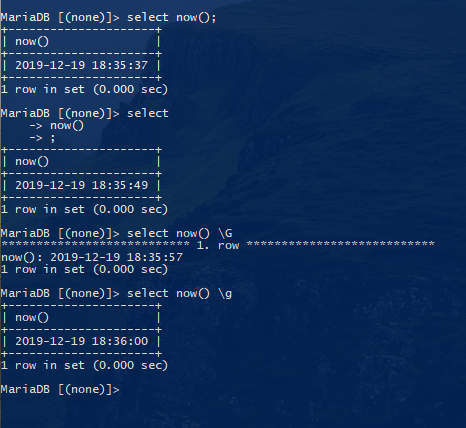 MariaDB [(none)]> select now();
+---------------------+
| now()               |
+---------------------+
| 2019-12-19 18:35:37 |
+---------------------+
1 row in set (0.000 sec)

MariaDB [(none)]> select
    -> now()
    -> ;
+---------------------+
| now()               |
+---------------------+
| 2019-12-19 18:35:49 |
+---------------------+
1 row in set (0.000 sec)

MariaDB [(none)]> select now() \G
*************************** 1. row ***************************
now(): 2019-12-19 18:35:57
1 row in set (0.000 sec)

MariaDB [(none)]> select now() \g
+---------------------+
| now()               |
+---------------------+
| 2019-12-19 18:36:00 |
+---------------------+
1 row in set (0.000 sec)

MariaDB [(none)]>